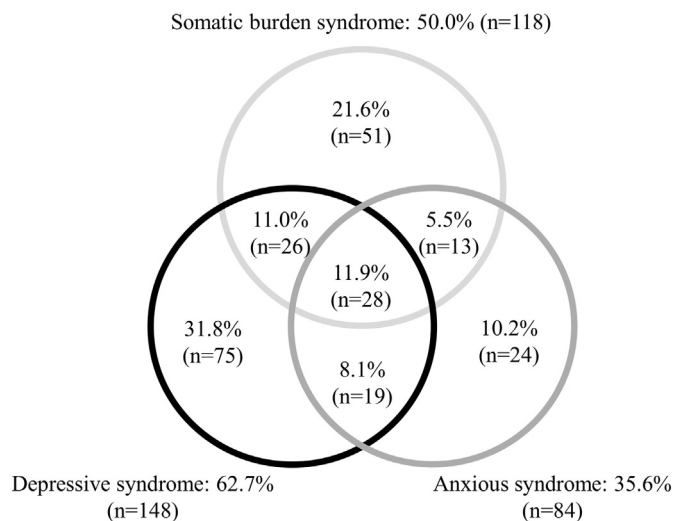 Somatic burden syndrome: 50.0% (n=118)
21.6%
(n=51)
11.0%
(n=26)
5.5%
(n=13)
11.9%
(n=28)
31.8%
(n=75)
10.2%
(n=24)
8.1%
(n=19)
Depressive syndrome: 62.7%
(n=148)
Anxious syndrome: 35.6%
(n=84)